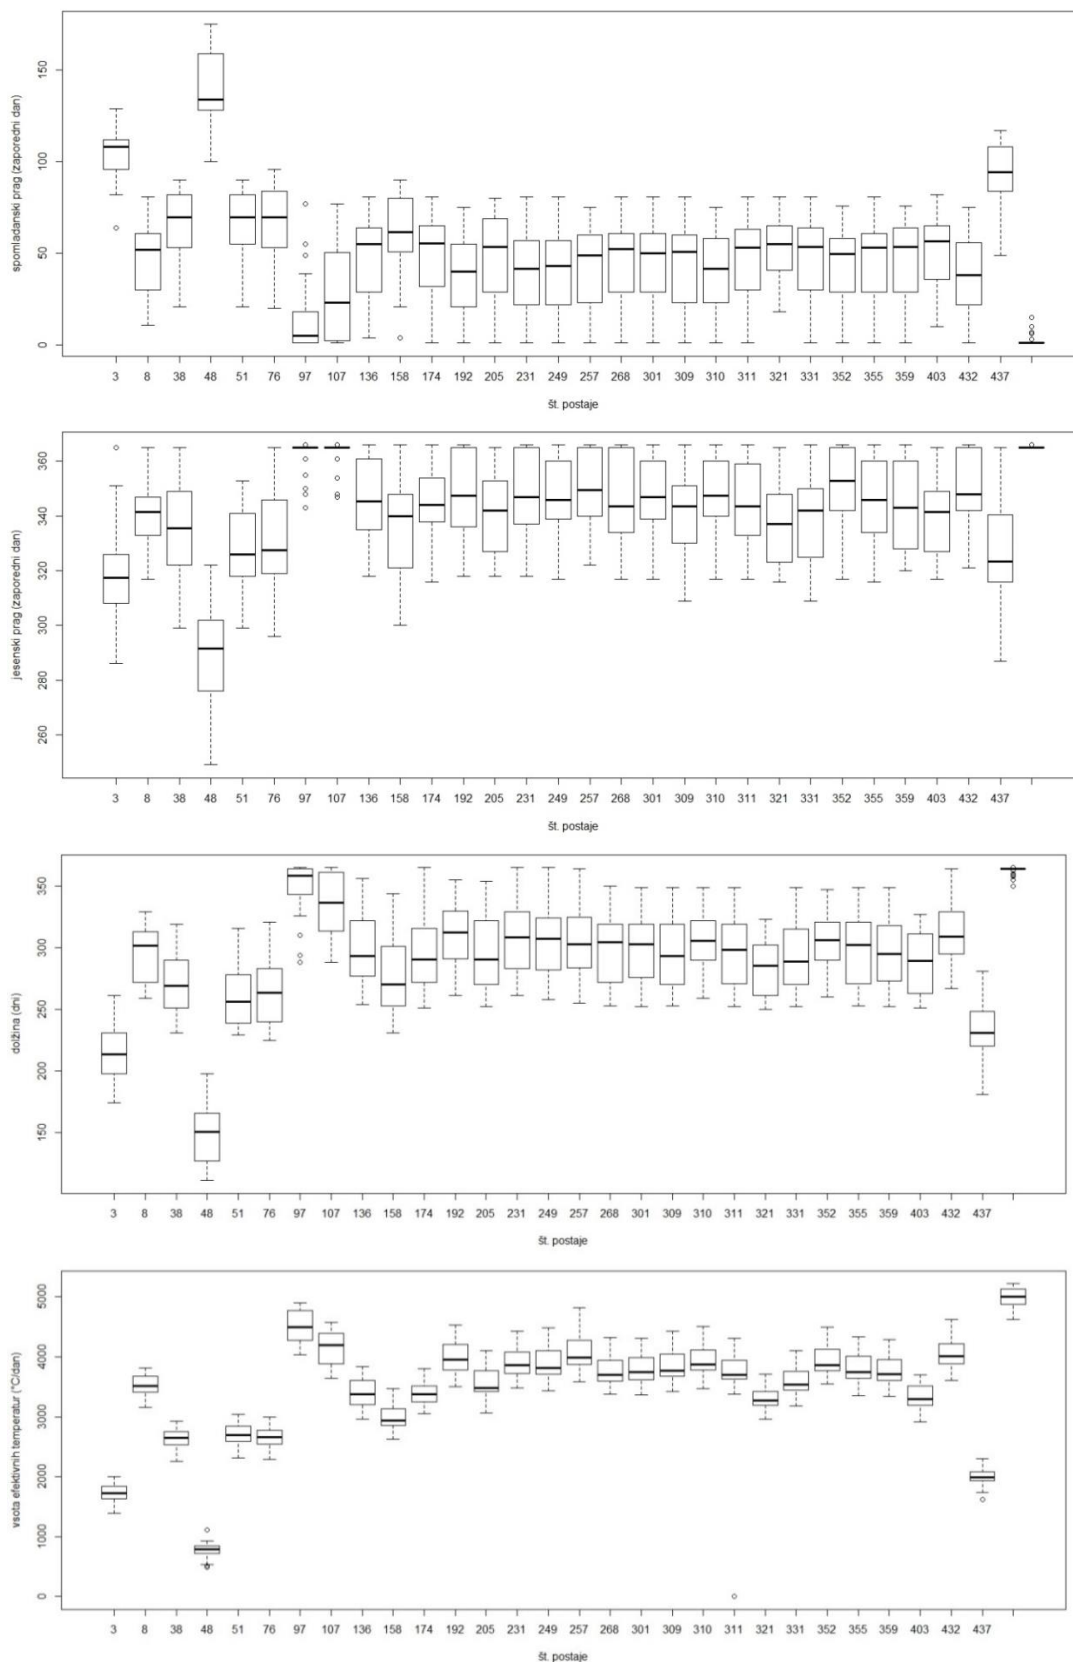 spomladanski prag (zaporedni dan)
150
100
50
0
3 8 38 48 51 76 97 107 136 158 174 192 205 231 249 257 268 301 309 310 311 321 331 352 355 359 403 432 437
št. postaje
jesenski prag (zaporedni dan)
360
340
320
300
280
260
3 8 38 48 51 76 97 107 136 158 174 192 205 231 249 257 268 301 309 310 311 321 331 352 355 359 403 432 437
št. postaje
dolžina (dni)
350
300
250
200
150
3 8 38 48 51 76 97 107 136 158 174 192 205 231 249 257 268 301 309 310 311 321 331 352 355 359 403 432 437
št. postaje
vsota efektivnih temperatur (°C/dan)
5000
4000
3000
2000
1000
0
3 8 38 48 51 76 97 107 136 158 174 192 205 231 249 257 268 301 309 310 311 321 331 352 355 359 403 432 437
št. postaje